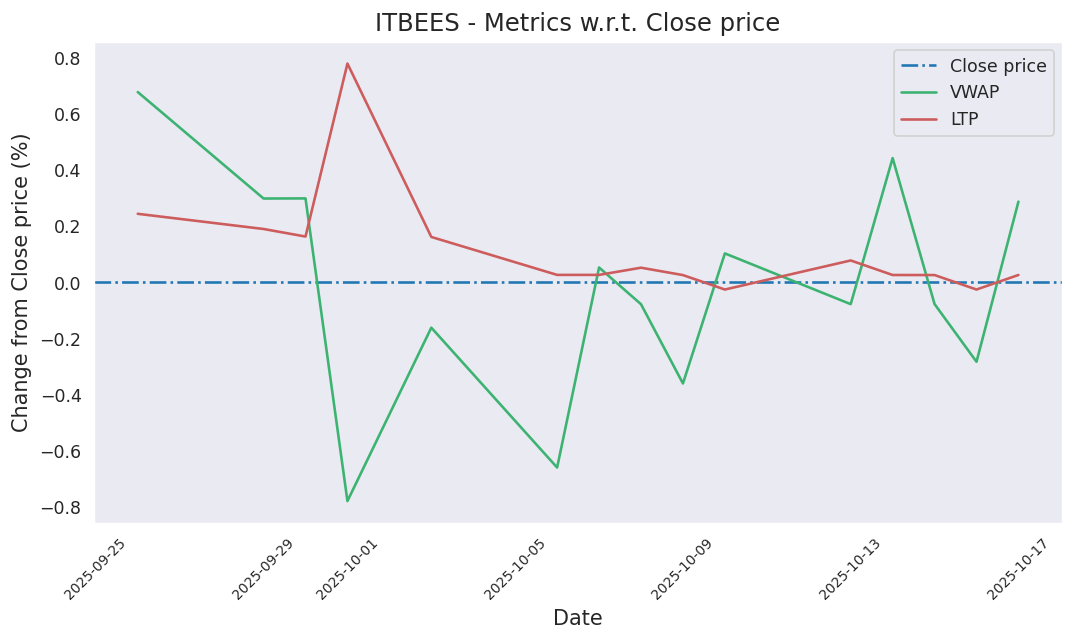 ITBEES - Metrics w.r.t. Close price
Close price
VWAP
LTP
Change from Close price (%)
0.8
0.6
0.4
0.2
0.0
−0.2
−0.4
−0.6
−0.8
2025-09-25
2025-09-29
2025-10-01
2025-10-05
2025-10-09
2025-10-13
2025-10-17
Date